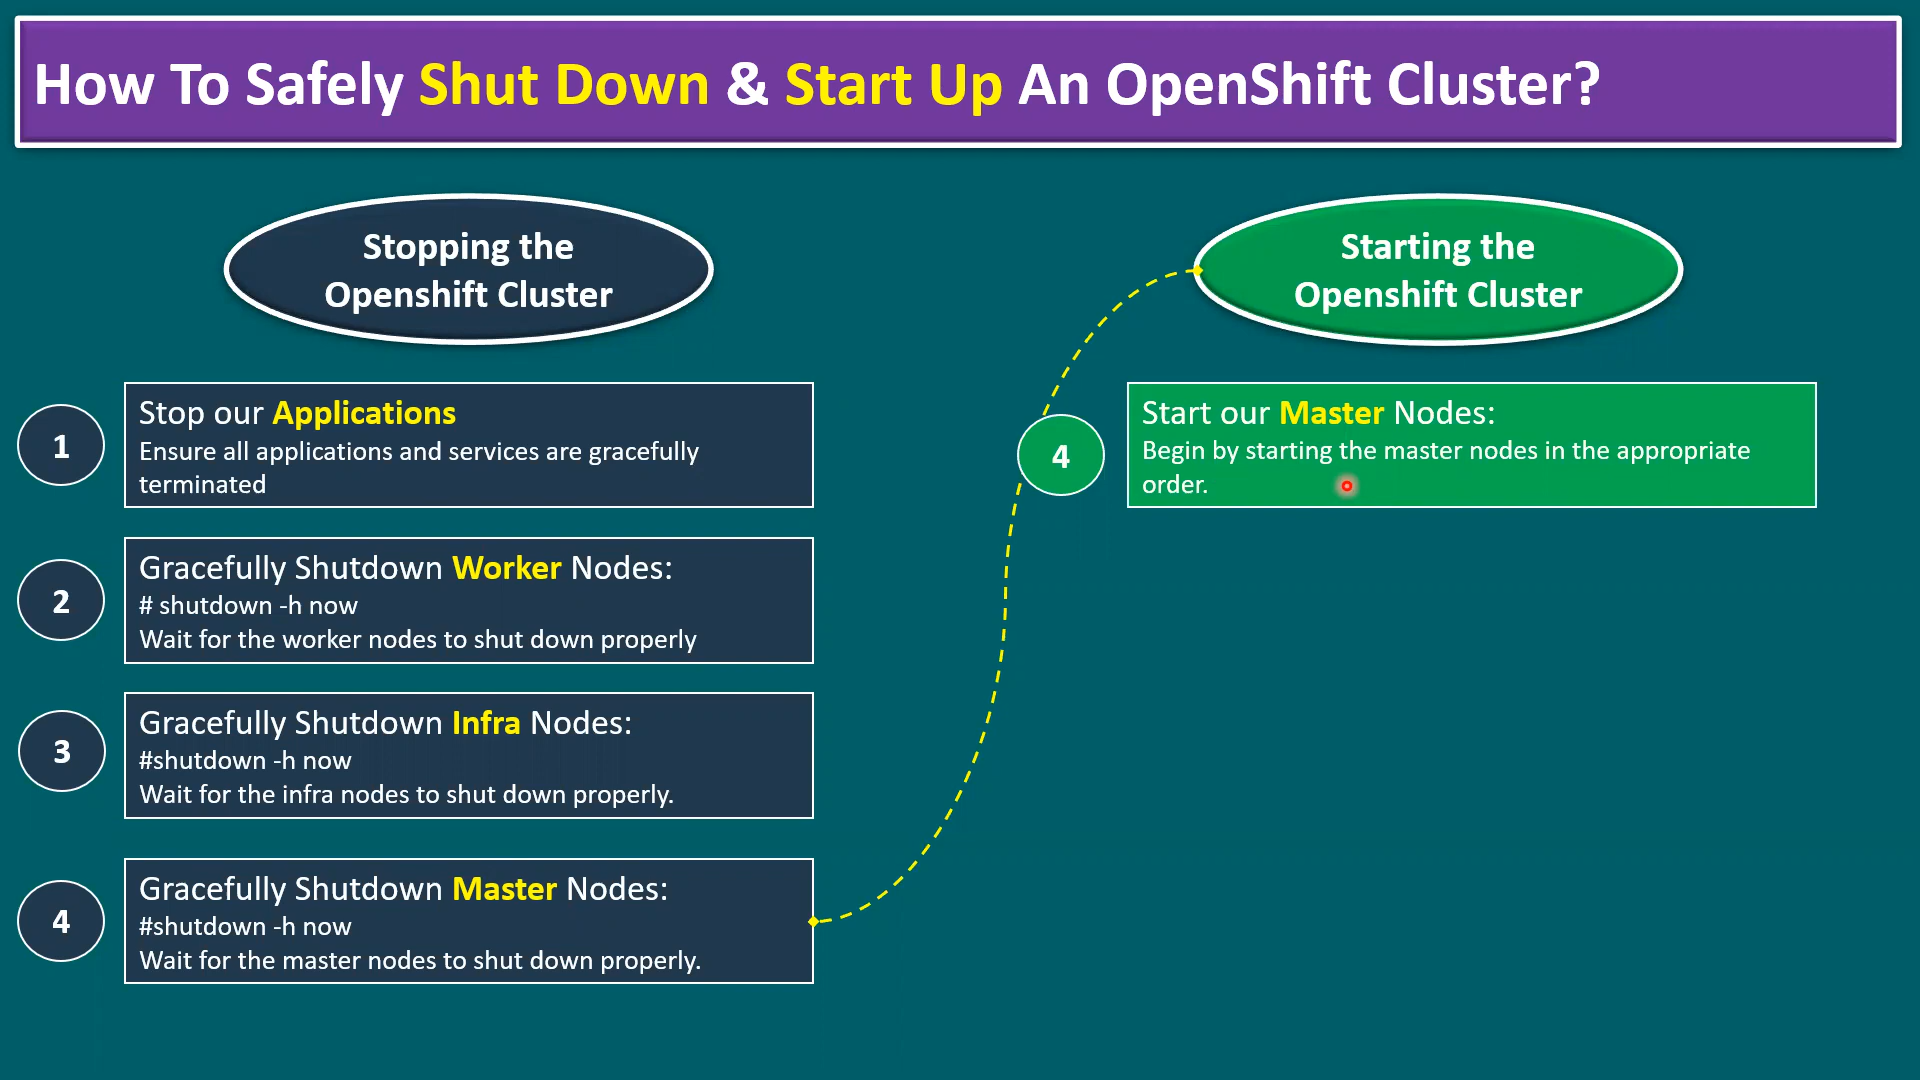 How To Safely Shut Down & Start Up An OpenShift Cluster?
Stopping the
Openshift Cluster
1
Stop our Applications
Ensure all applications and services are gracefully
terminated
2
Gracefully Shutdown Worker Nodes:
# shutdown -h now
Wait for the worker nodes to shut down properly
3
Gracefully Shutdown Infra Nodes:
#shutdown -h now
Wait for the infra nodes to shut down properly.
4
Gracefully Shutdown Master Nodes:
#shutdown -h now
Wait for the master nodes to shut down properly.
Starting the
Openshift Cluster
4
Start our Master Nodes:
Begin by starting the master nodes in the appropriate
order.